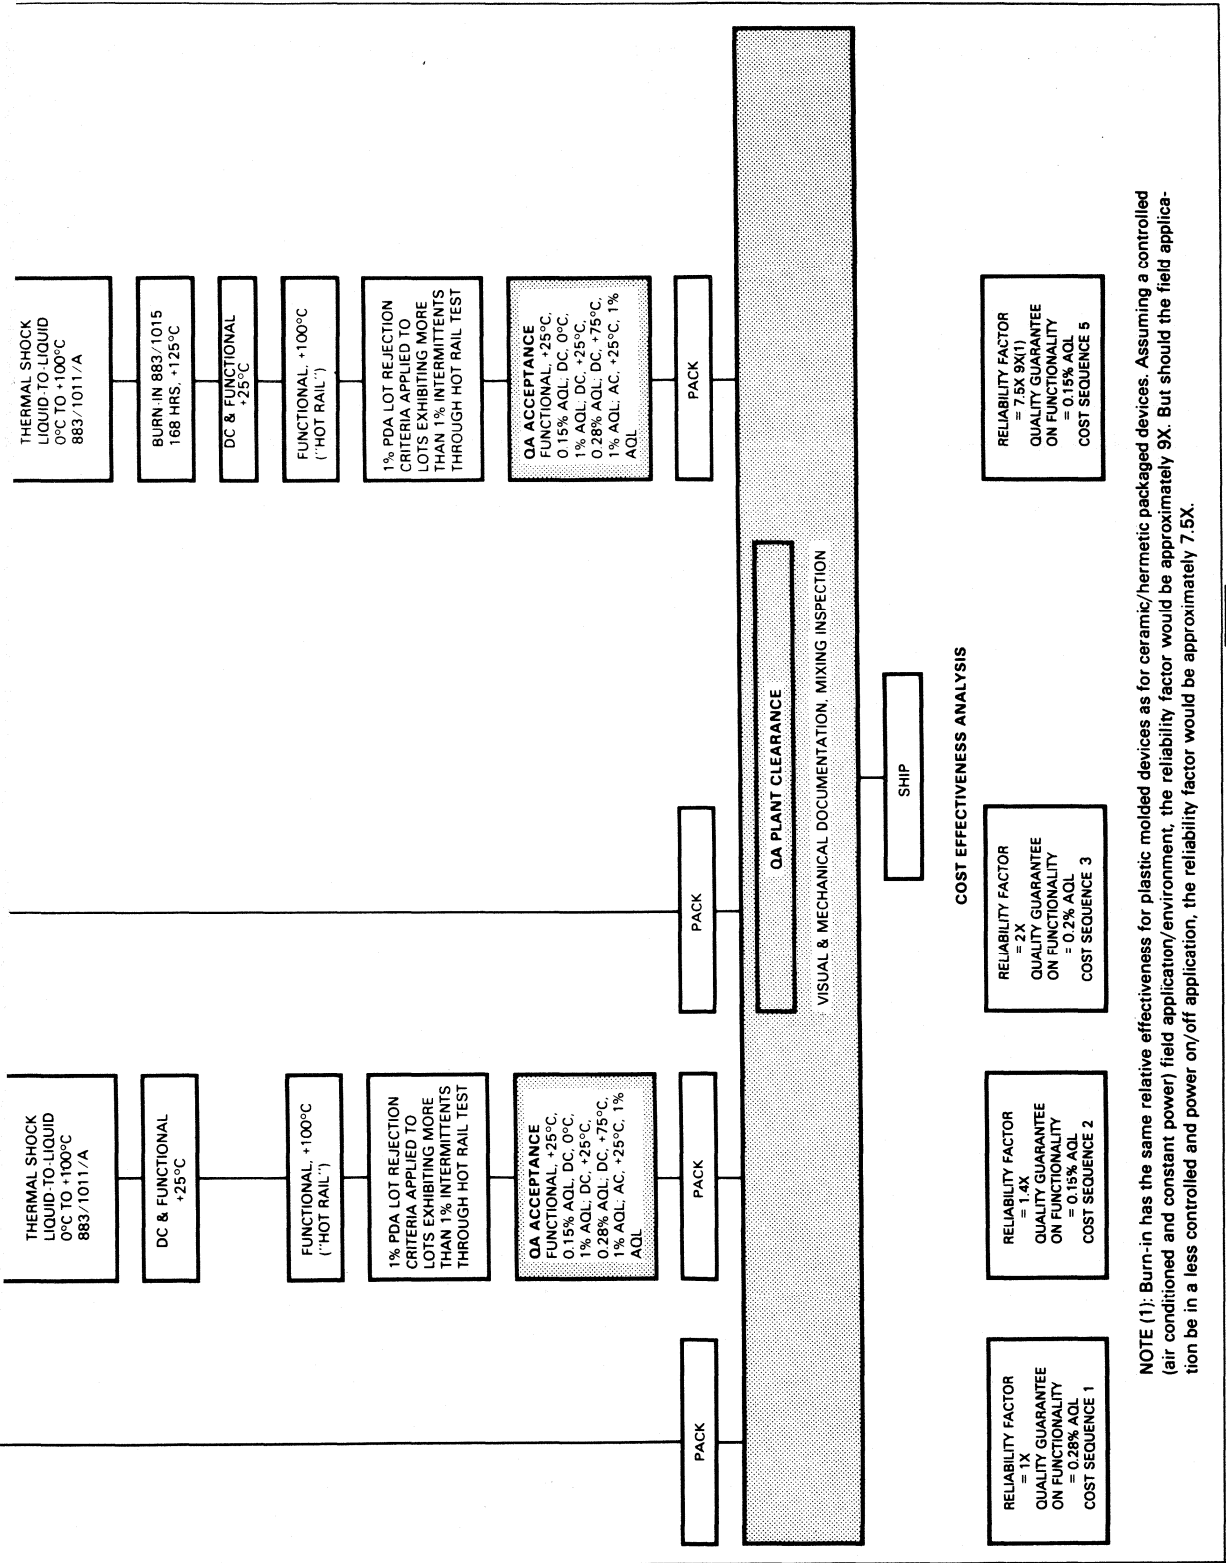 THERMAL SHOCK
LIQUID-TO-LIQUID
0°C TO +100°C
883/1011/A
DC & FUNCTIONAL
+25°C
FUNCTIONAL, +100°C
("HOT RAIL")
1% PDA LOT REJECTION
CRITERIA APPLIED TO
LOTS EXHIBITING MORE
THAN 1% INTERMITTENTS
THROUGH HOT RAIL TEST
QA ACCEPTANCE
FUNCTIONAL, +25°C,
0.15% AQL, DC, 0°C,
1% AQL; DC, +25°C,
0.28% AQL; DC, +75°C,
1% AQL; AC, +25°C, 1%
AQL
THERMAL SHOCK
LIQUID-TO-LIQUID
0°C TO +100°C
883/1011/A
BURN-IN 883/1015
168 HRS, +125°C
DC & FUNCTIONAL
+25°C
FUNCTIONAL, +100°C
("HOT RAIL")
1% PDA LOT REJECTION
CRITERIA APPLIED TO
LOTS EXHIBITING MORE
THAN 1% INTERMITTENTS
THROUGH HOT RAIL TEST
QA ACCEPTANCE
FUNCTIONAL, +25°C,
0.15% AQL; DC, 0°C,
1% AQL; DC, +25°C,
0.28% AQL; DC, +75°C,
1% AQL: AC, +25°C, 1%
AQL
PACK
PACK
PACK
PACK
QA PLANT CLEARANCE
VISUAL & MECHANICAL DOCUMENTATION, MIXING INSPECTION
SHIP
COST EFFECTIVENESS ANALYSIS
RELIABILITY FACTOR
= 1X
QUALITY GUARANTEE
ON FUNCTIONALITY
= 0.28% AQL
COST SEQUENCE 1
RELIABILITY FACTOR
= 1.4X
QUALITY GUARANTEE
ON FUNCTIONALITY
= 0.15% AQL
COST SEQUENCE 2
RELIABILITY FACTOR
= 2X
QUALITY GUARANTEE
ON FUNCTIONALITY
= 0.2% AQL
COST SEQUENCE 3
RELIABILITY FACTOR
= 7.5X 9X(1)
QUALITY GUARANTEE
ON FUNCTIONALITY
= 0.15% AQL
COST SEQUENCE 5
NOTE (1): Burn-in has the same relative effectiveness for plastic molded devices as for ceramic/hermetic packaged devices. Assuming a controlled
(air conditioned and constant power) field application/environment, the reliability factor would be approximately 9X. But should the field applica-
tion be in a less controlled and power on/off application, the reliability factor would be approximately 7.5X.